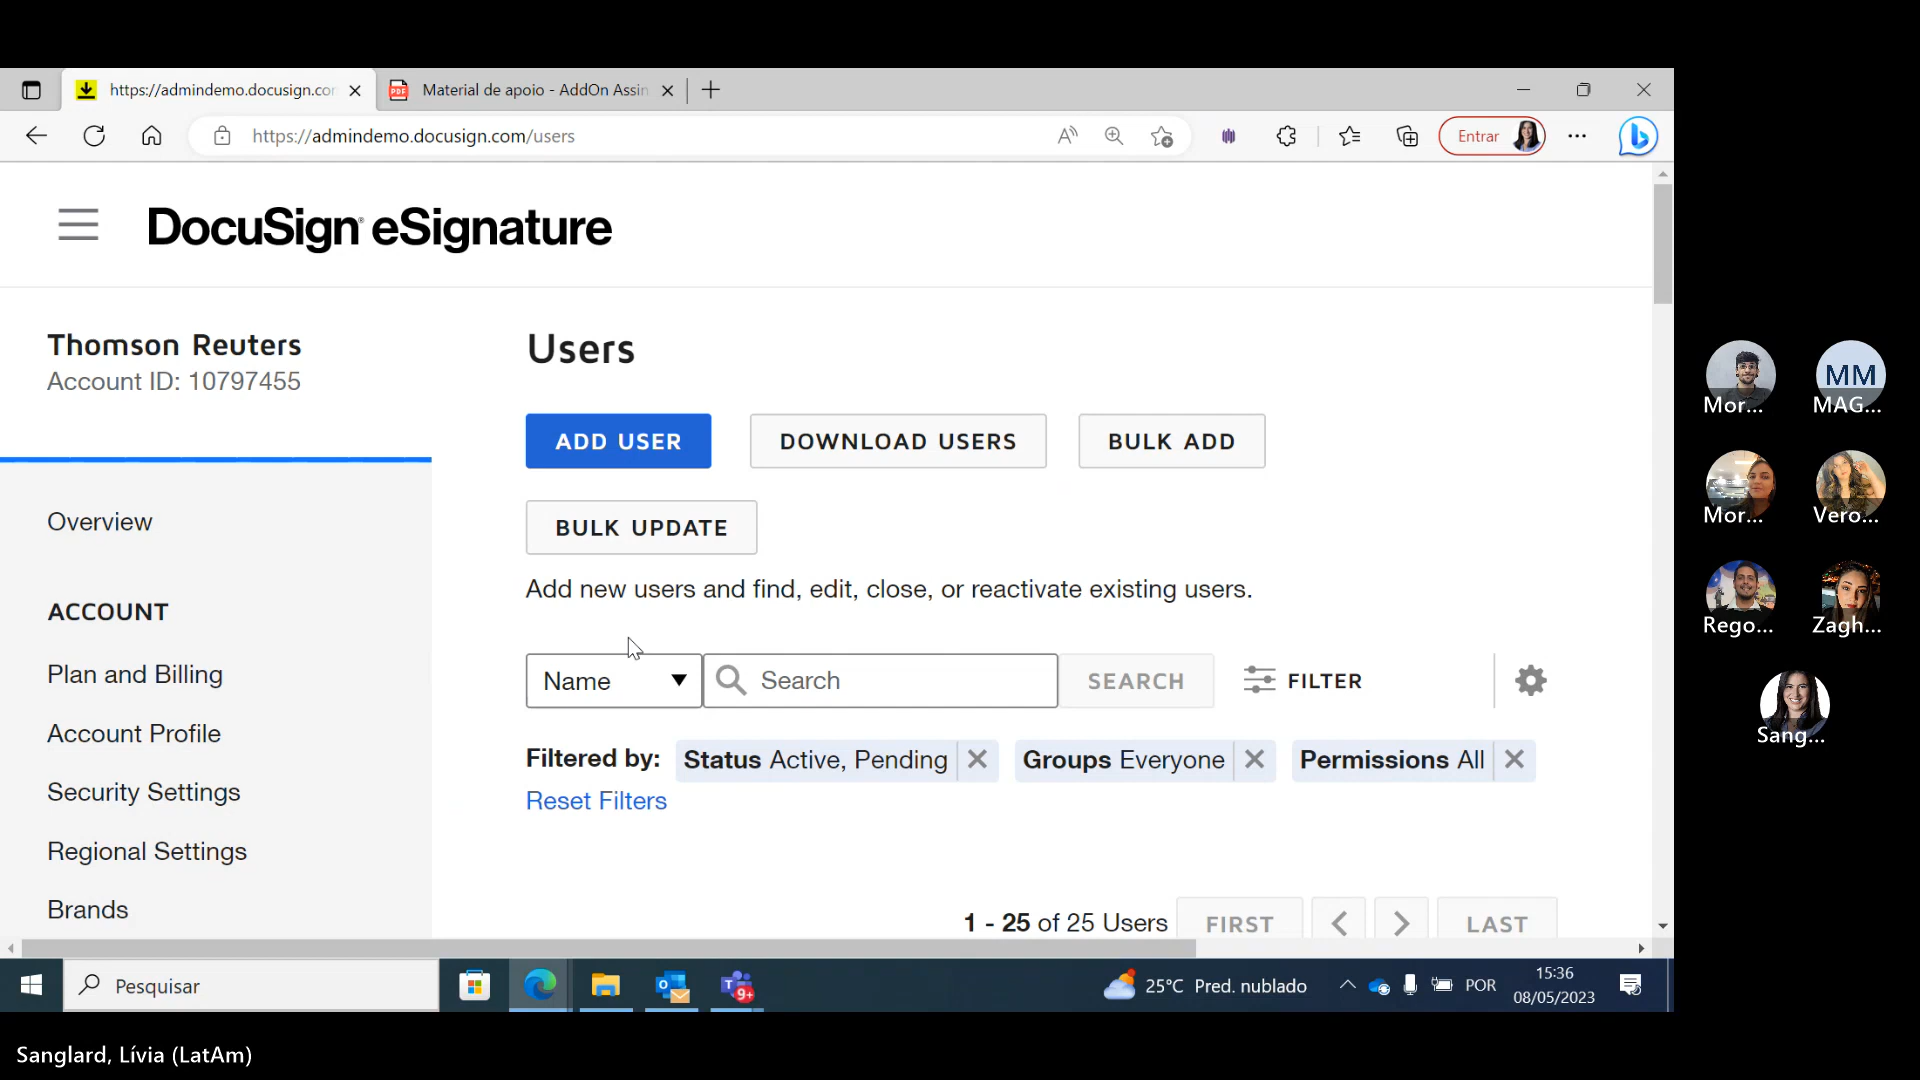 https://admindemo.docusign.cor
Material de apoio - AddOn Assin
https://admindemo.docusign.com/users
Entrar
DocuSign eSignature
Thomson Reuters
Account ID: 10797455
Overview
ACCOUNT
Plan and Billing
Account Profile
Security Settings
Regional Settings
Brands
Users
ADD USER
DOWNLOAD USERS
BULK ADD
BULK UPDATE
Add new users and find, edit, close, or reactivate existing users.
Name
Search
SEARCH
FILTER
Filtered by: Status Active, Pending Groups Everyone Permissions All
Reset Filters
1 - 25 of 25 Users
FIRST
LAST
Mor...
MM
MAG...
Mor...
Vero...
Rego...
Zagh...
Sang...
Pesquisar
9+
25°C Pred. nublado
POR
15:36
08/05/2023
Sanglard, Lívia (LatAm)